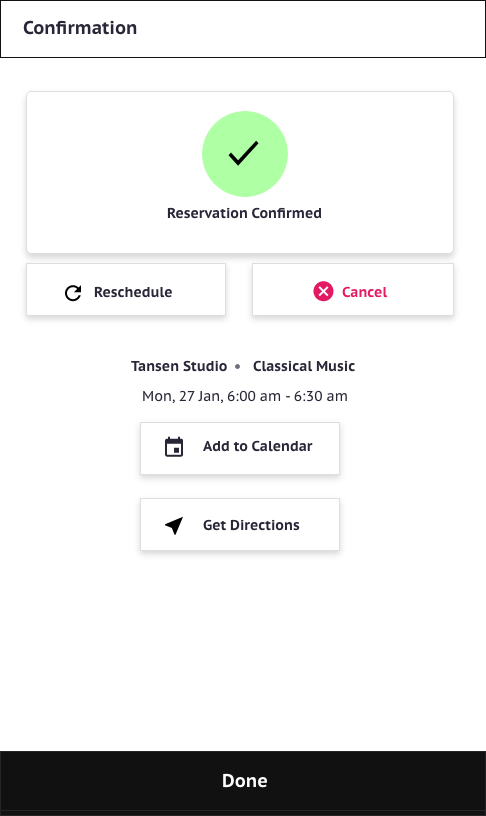 Confirmation
Reservation Confirmed
Reschedule
Cancel
Tansen Studio • Classical Music
Mon, 27 Jan, 6:00 am - 6:30 am
Add to Calendar
Get Directions
Done